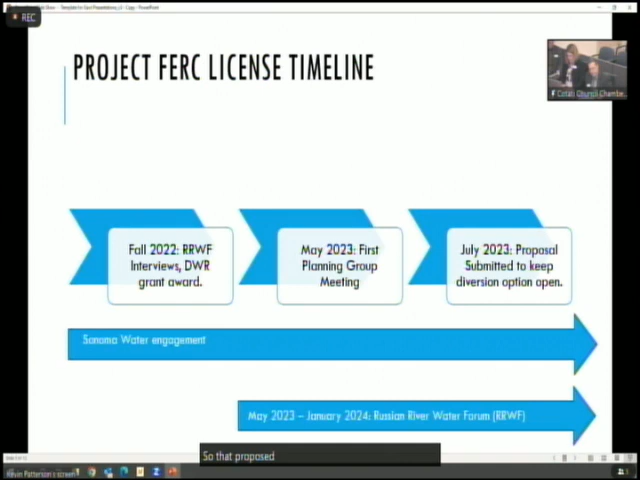 REC
PROJECT FERC LICENSE TIMELINE
Cotati Council Chambe...
Fall 2022: RRWF
Interviews, DWR
grant award.
May 2023: First
Planning Group
Meeting
July 2023: Proposal
Submitted to keep
diversion option open.
Sonoma Water engagement
May 2023 – January 2024: Russian River Water Forum (RRWF)
So that proposed
Kevin Patterson's screen